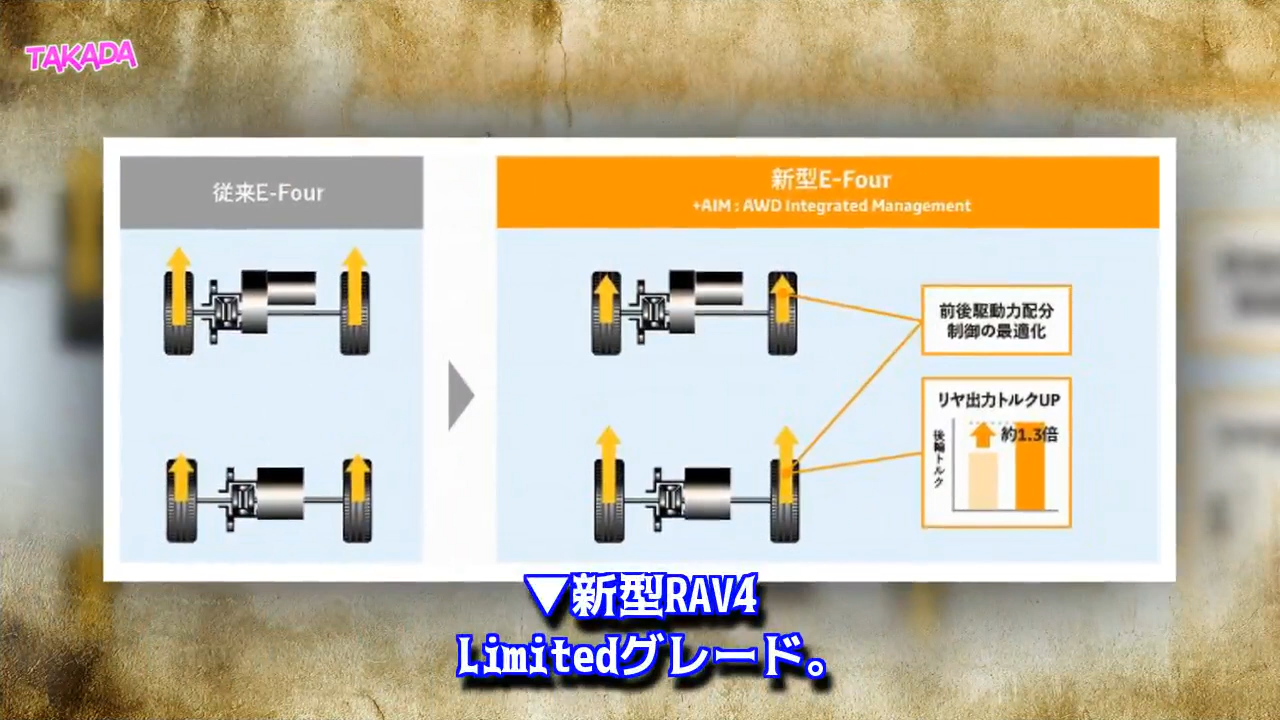 TAKADA
従来E-Four
新型E-Four
+AIM : AWD Integrated Management
前後駆動力配分
制御の最適化
リヤ出力トルクUP
約1.3倍
後輪トルク
▼新型RAV4
Limitedグレード。